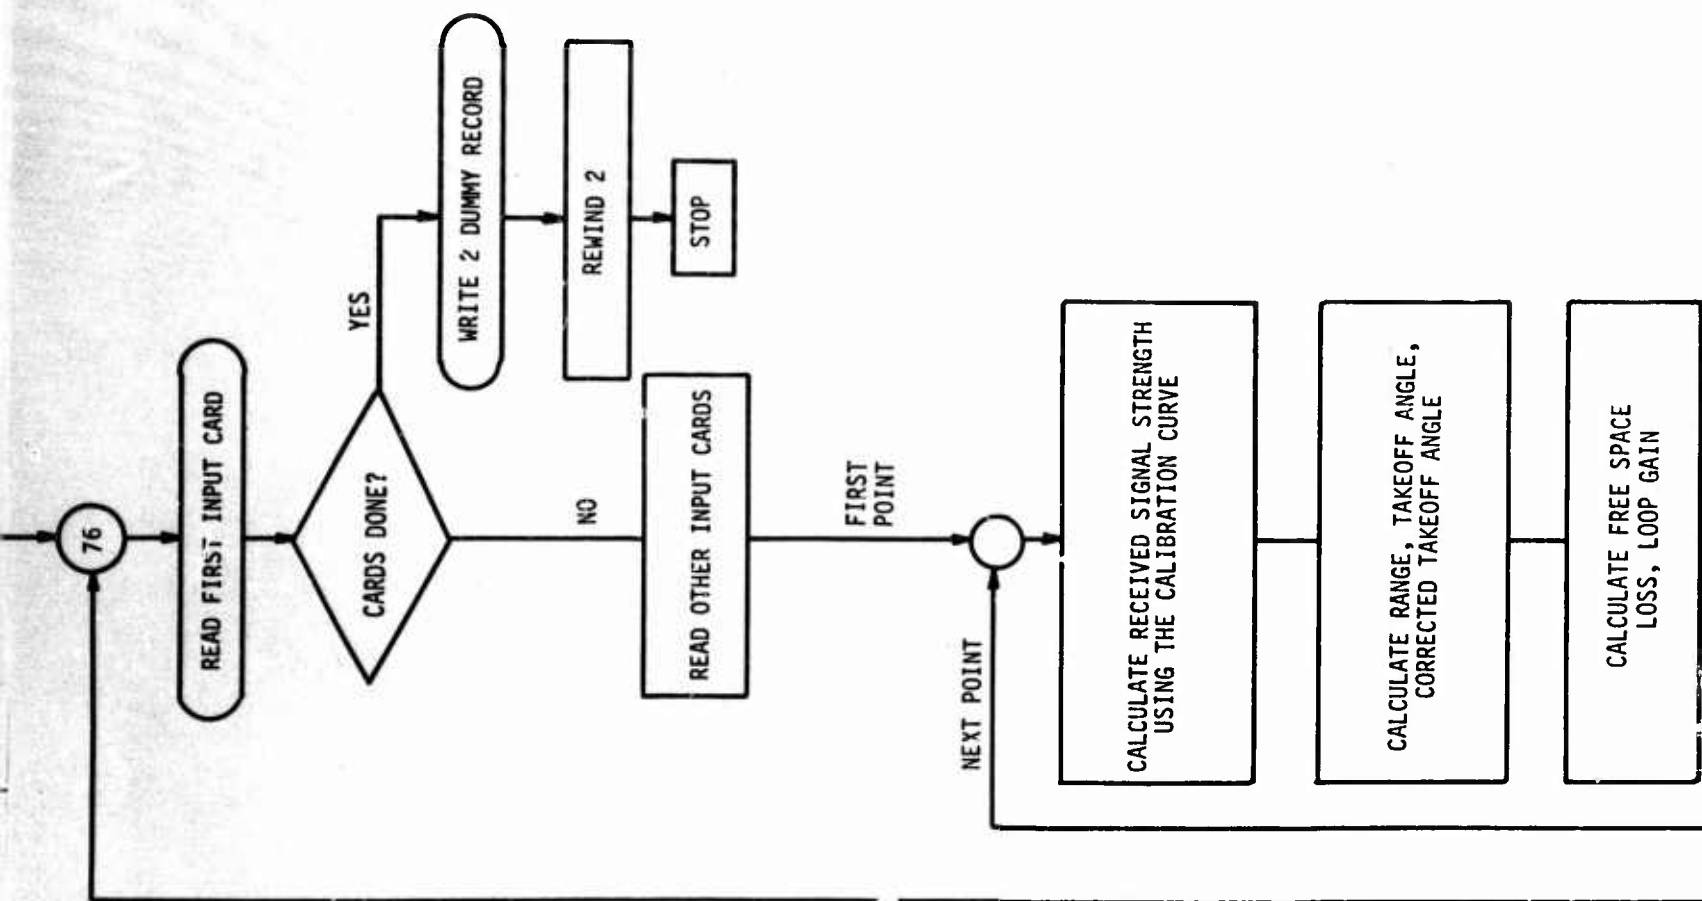 76
READ FIRST INPUT CARD
CARDS DONE?
YES
WRITE 2 DUMMY RECORD
REWIND 2
STOP
NO
READ OTHER INPUT CARDS
FIRST
POINT
NEXT POINT
CALCULATE RECEIVED SIGNAL STRENGTH
USING THE CALIBRATION CURVE
CALCULATE RANGE, TAKEOFF ANGLE,
CORRECTED TAKEOFF ANGLE
CALCULATE FREE SPACE
LOSS, LOOP GAIN